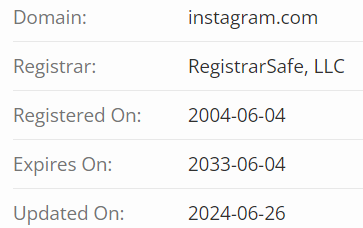 Domain: instagram.com
Registrar: RegistrarSafe, LLC
Registered On: 2004-06-04
Expires On: 2033-06-04
Updated On: 2024-06-26